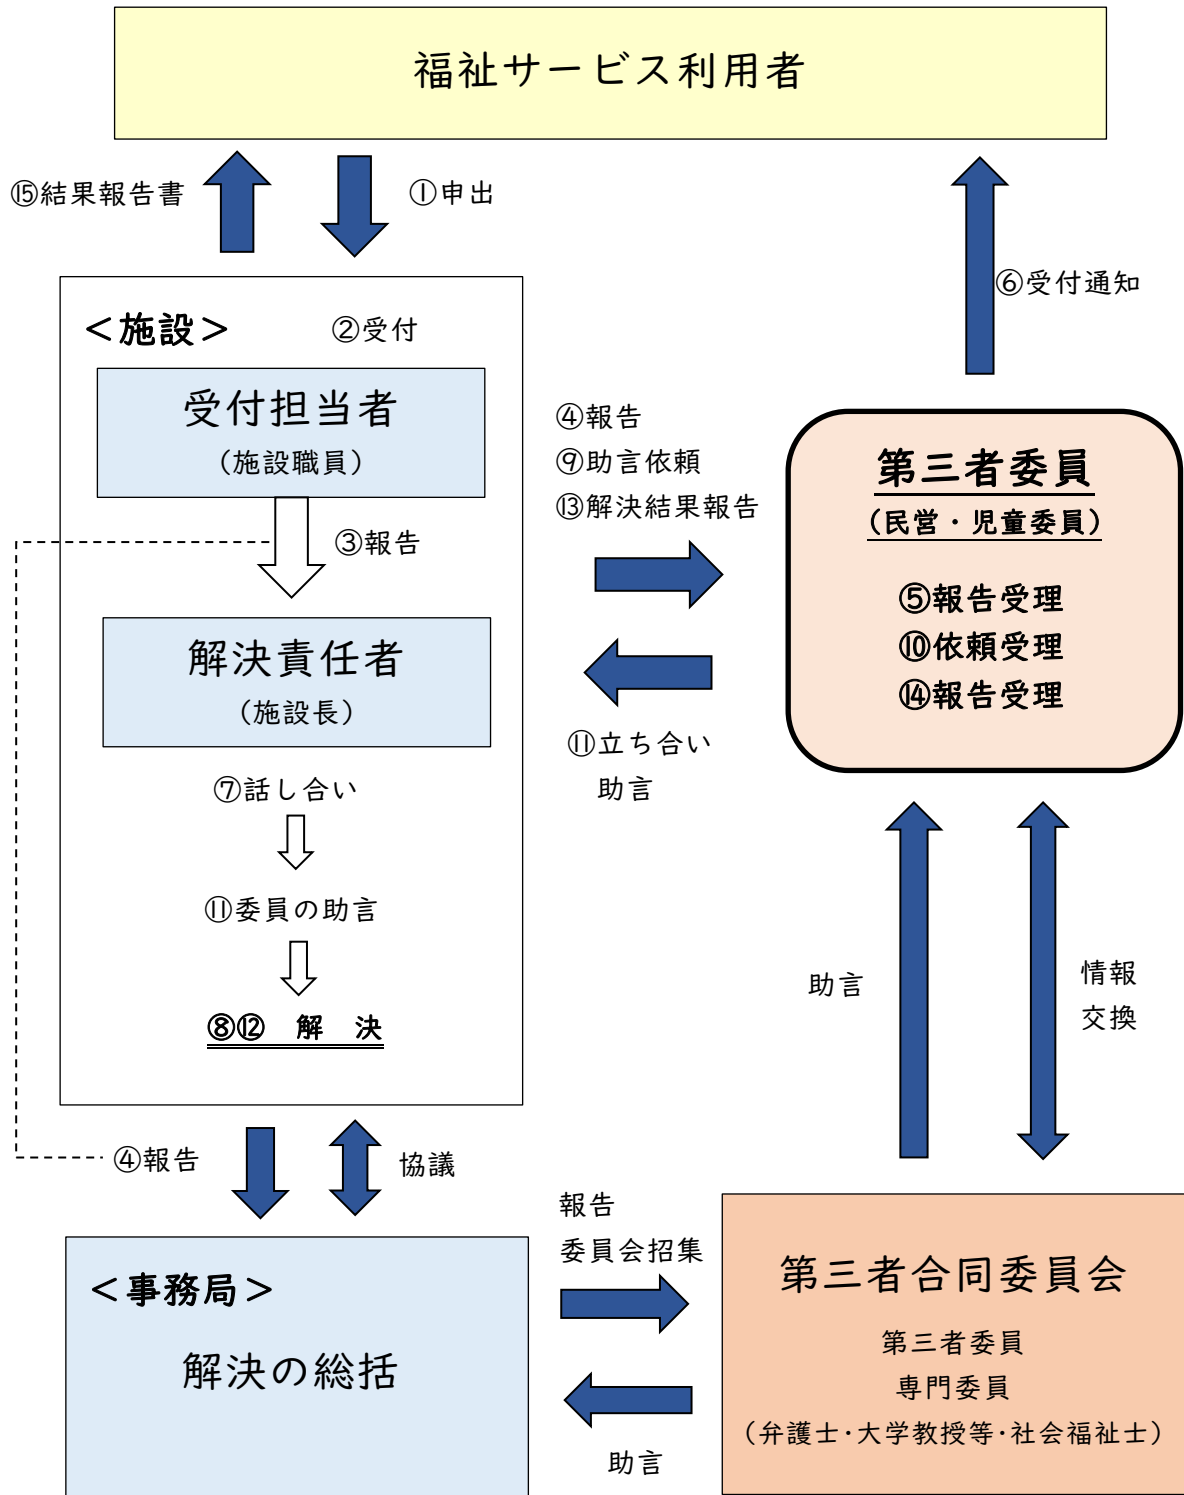 福祉サービス利用者
⑮結果報告書
①申出
⑥受付通知
＜施設＞
②受付
受付担当者
（施設職員）
③報告
解決責任者
（施設長）
⑦話し合い
⑪委員の助言
⑧⑫　解　決
④報告
⑨助言依頼
⑬解決結果報告
⑪立ち合い
助言
第三者委員
（民営・児童委員）
⑤報告受理
⑩依頼受理
⑭報告受理
助言
情報
交換
④報告
協議
報告
委員会招集
助言
＜事務局＞
解決の総括
第三者合同委員会
第三者委員
専門委員
（弁護士・大学教授等・社会福祉士）